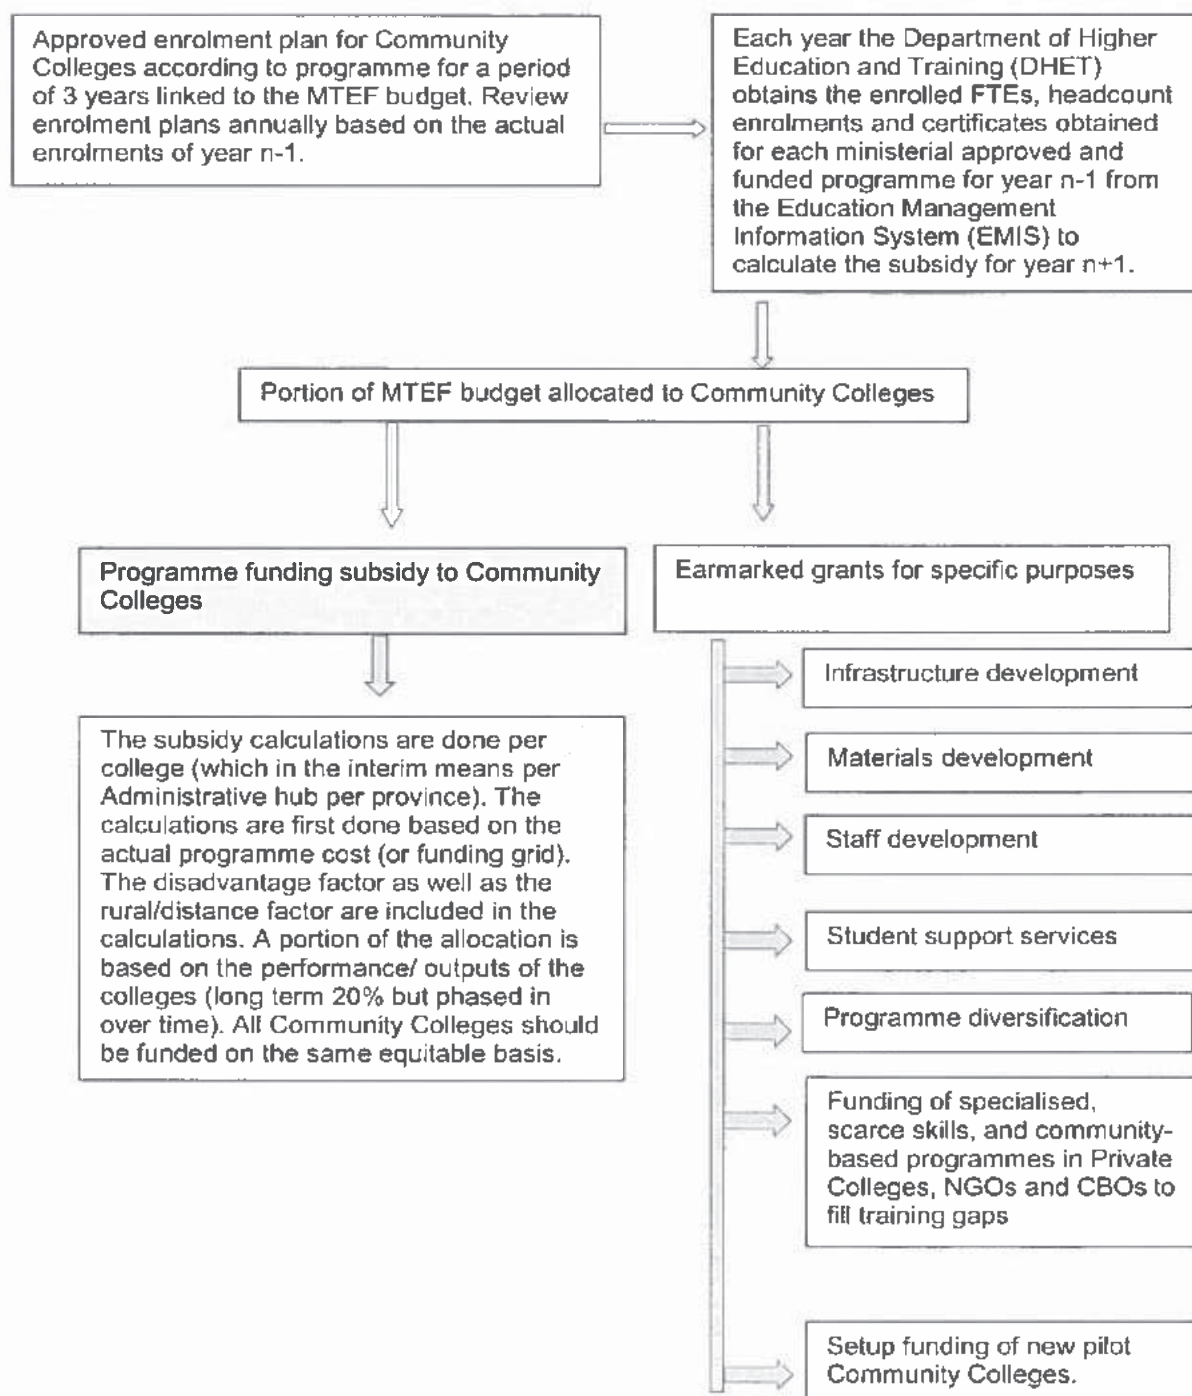 Approved enrolment plan for Community
Colleges according to programme for a period
of 3 years linked to the MTEF budget. Review
enrolment plans annually based on the actual
enrolments of year n-1.
Each year the Department of Higher
Education and Training (DHET)
obtains the enrolled FTEs, headcount
enrolments and certificates obtained
for each ministerial approved and
funded programme for year n-1 from
the Education Management
Information System (EMIS) to
calculate the subsidy for year n+1.
Portion of MTEF budget allocated to Community Colleges
Programme funding subsidy to Community
Colleges
The subsidy calculations are done per
college (which in the interim means per
Administrative hub per province). The
calculations are first done based on the
actual programme cost (or funding grid).
The disadvantage factor as well as the
rural/distance factor are included in the
calculations. A portion of the allocation is
based on the performance/ outputs of the
colleges (long term 20% but phased in
over time). All Community Colleges should
be funded on the same equitable basis.
Earmarked grants for specific purposes
Infrastructure development
Materials development
Staff development
Student support services
Programme diversification
Funding of specialised,
scarce skills, and community-
based programmes in Private
Colleges, NGOs and CBOs to
fill training gaps
Setup funding of new pilot
Community Colleges.